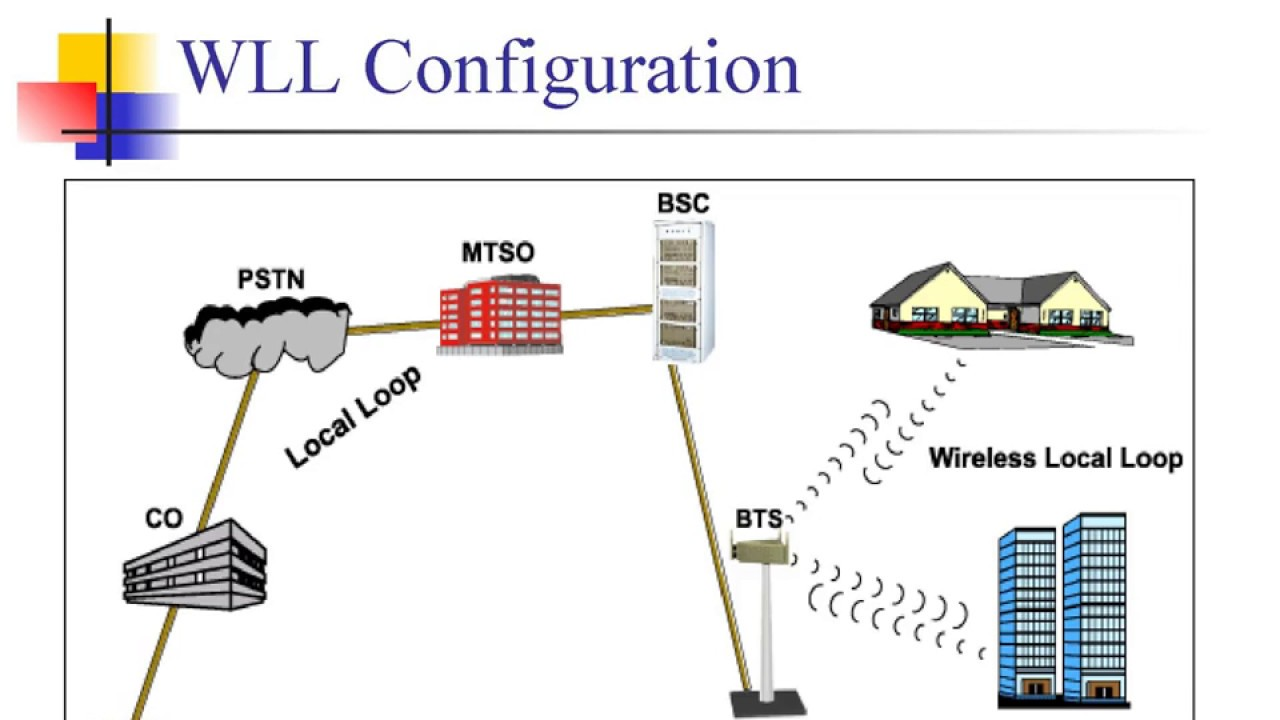 WLL Configuration
BSC
MTSO
PSTN
Local Loop
Wireless Local Loop
CO
BTS